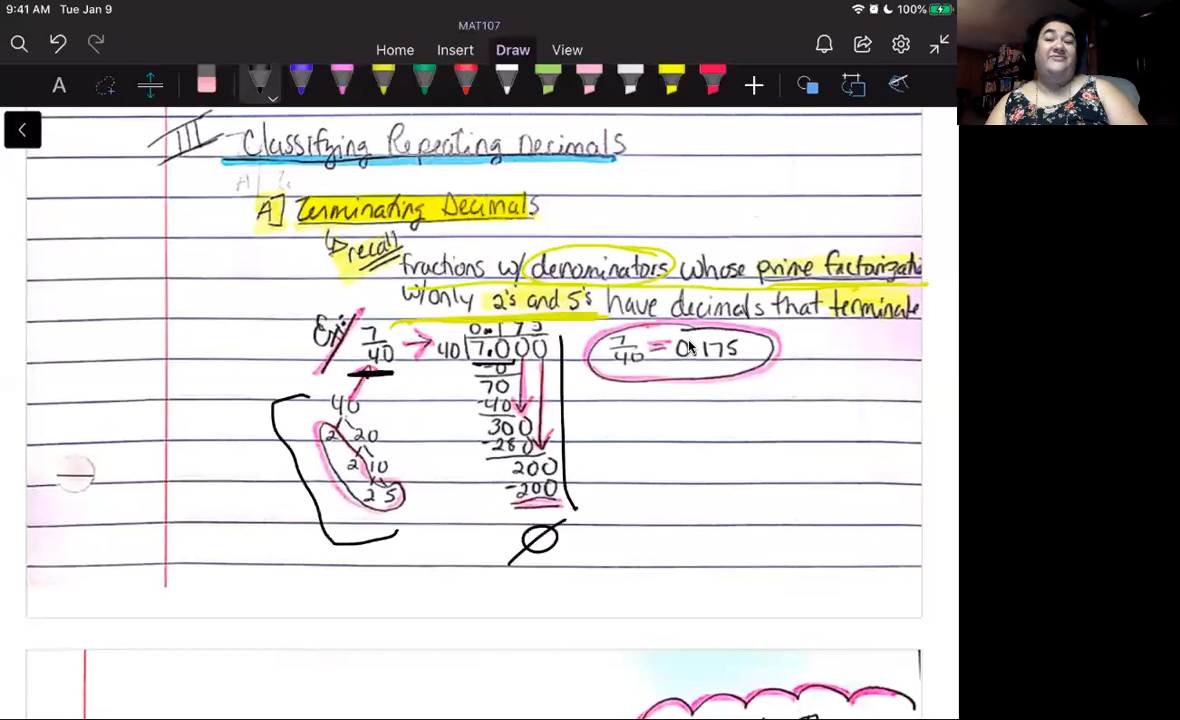 9:41 AM Tue Jan 9
100%
MAT107
Home Insert Draw View
A
III Classifying Repeating Decimals
A] Terminating Decimals
recall
fractions w/ denominators whose prime factorizati
w/only 2's and 5's have decimals that terminate
Ex: 7/40 → 40 7.000 0.175
7/40 = 0.175
-0
70
40 -40
2 20 300
-280
2 10 200
2 5 -200
0